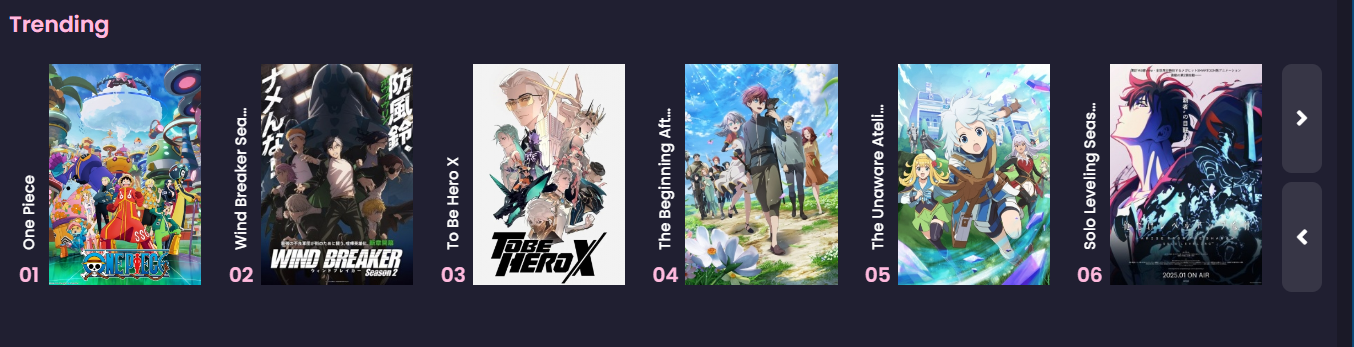 Trending
One Piece
01
ONE PIECE
Wind Breaker Sea...
02
ナメんな!
防風鈴、
WIND BREAKER
ウィンドブレイカー Season 2
To Be Hero X
03
TO BE HERO X
The Beginning Aft...
04
The Unaware Ateli...
05
Solo Leveling Seas...
06
2025.01 ON AIR